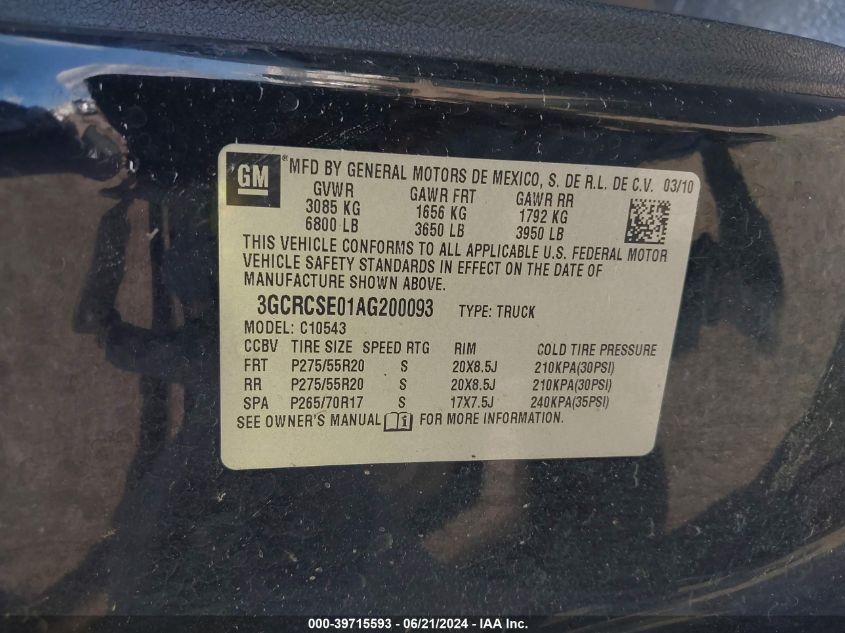 GM ® MFD BY GENERAL MOTORS DE MEXICO, S. DE R.L. DE C.V. 03/10
GVWR GAWR FRT GAWR RR
3085 KG 1656 KG 1792 KG
6800 LB 3650 LB 3950 LB
THIS VEHICLE CONFORMS TO ALL APPLICABLE U.S. FEDERAL MOTOR
VEHICLE SAFETY STANDARDS IN EFFECT ON THE DATE OF
MANUFACTURE SHOWN ABOVE.
3GCRCSE01AG200093 TYPE: TRUCK
MODEL: C10543
CCBV TIRE SIZE SPEED RTG RIM COLD TIRE PRESSURE
FRT P275/55R20 S 20X8.5J 210KPA(30PSI)
RR P275/55R20 S 20X8.5J 210KPA(30PSI)
SPA P265/70R17 S 17X7.5J 240KPA(35PSI)
SEE OWNER'S MANUAL FOR MORE INFORMATION.
000-39715593 - 06/21/2024 - IAA Inc.